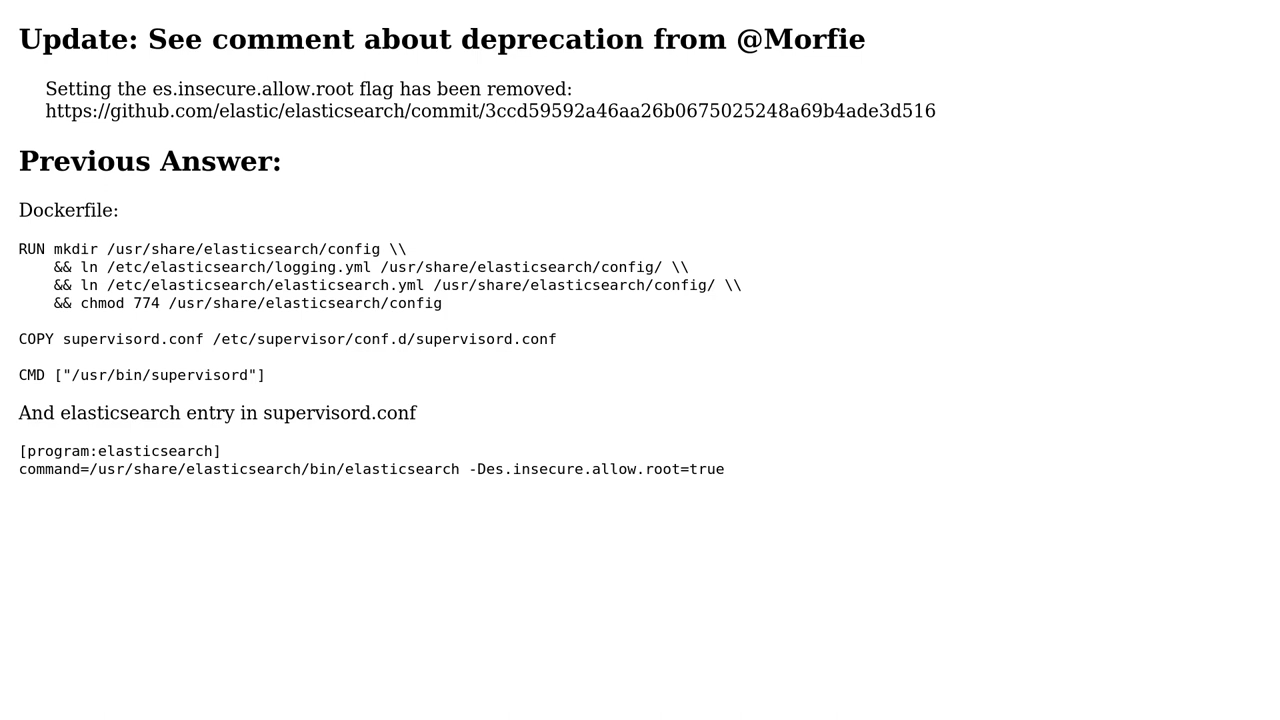 Update: See comment about deprecation from @Morfie
Setting the es.insecure.allow.root flag has been removed:
https://github.com/elastic/elasticsearch/commit/3ccd59592a46aa26b0675025248a69b4ade3d516
Previous Answer:
Dockerfile:
RUN mkdir /usr/share/elasticsearch/config \\
    && ln /etc/elasticsearch/logging.yml /usr/share/elasticsearch/config/ \\
    && ln /etc/elasticsearch/elasticsearch.yml /usr/share/elasticsearch/config/ \\
    && chmod 774 /usr/share/elasticsearch/config
COPY supervisord.conf /etc/supervisor/conf.d/supervisord.conf
CMD ["/usr/bin/supervisord"]
And elasticsearch entry in supervisord.conf
[program:elasticsearch]
command=/usr/share/elasticsearch/bin/elasticsearch -Des.insecure.allow.root=true